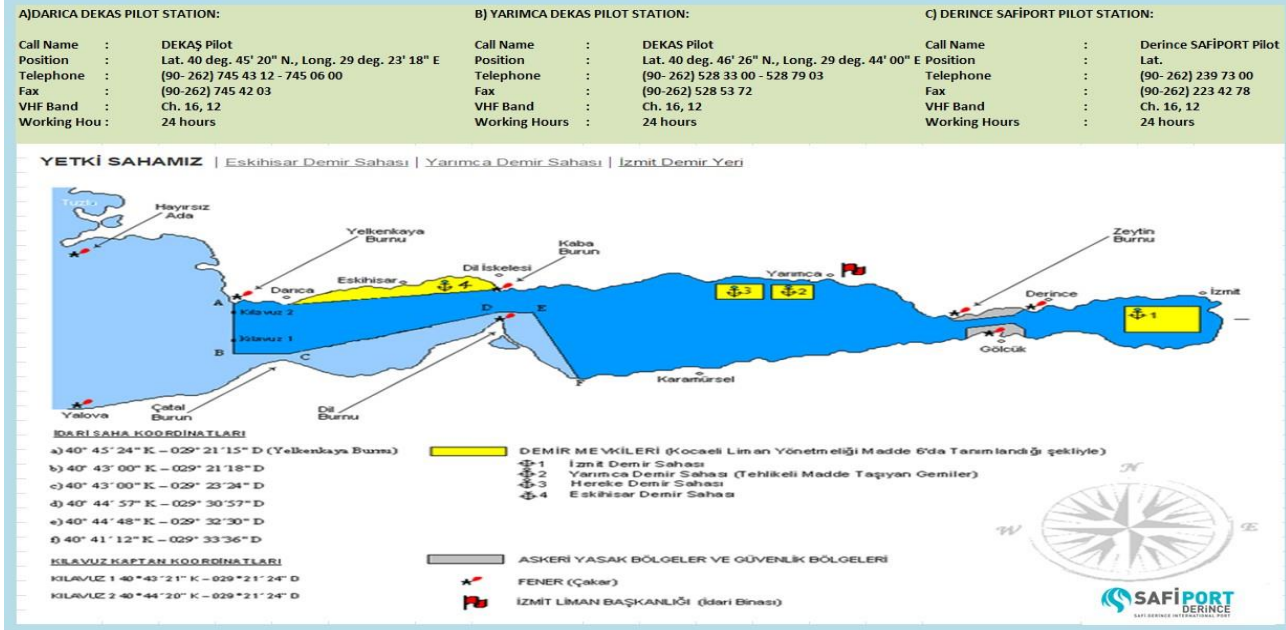 A)DARICA DEKAS PILOT STATION:
Call Name : DEKAŞ Pilot
Position : Lat. 40 deg. 45' 20" N., Long. 29 deg. 23' 18" E
Telephone : (90- 262) 745 43 12 - 745 06 00
Fax : (90-262) 745 42 03
VHF Band : Ch. 16, 12
Working Hou : 24 hours
B) YARIMCA DEKAS PILOT STATION:
Call Name : DEKAS Pilot
Position : Lat. 40 deg. 46' 26" N., Long. 29 deg. 44' 00" E
Telephone : (90- 262) 528 33 00 - 528 79 03
Fax : (90-262) 528 53 72
VHF Band : Ch. 16, 12
Working Hours : 24 hours
C) DERINCE SAFİPORT PILOT STATION:
Call Name : Derince SAFİPORT Pilot
Position : Lat.
Telephone : (90- 262) 239 73 00
Fax : (90-262) 223 42 78
VHF Band : Ch. 16, 12
Working Hours : 24 hours
YETKİ SAHAMIZ | Eskihisar Demir Sahası | Yarımca Demir Sahası | İzmit Demir Yeri
Tuzla
Hayırsız
Ada
Yelkenkaya
Burnu
Kaba
Burun
Zeytin
Burnu
Dil İskelesi
Eskihisar
Darıca
Yarımca
Derince
İzmit
4
3
2
1
A
Kılavuz 2
Kılavuz 1
B
C
D
E
F
Gölcük
Karamürsel
Yalova
Çatal
Burun
Dil
Burnu
İDARİ SAHA KOORDİNATLARI
a) 40° 45´24" K – 029° 21´15" D (Yelkenkaya Burnu)
b) 40° 43´00" K – 029° 21´18" D
c) 40° 43´00" K – 029° 23´24" D
d) 40° 44´57" K – 029° 30´57" D
e) 40° 44´48" K – 029° 32´30" D
f) 40° 41´12" K – 029° 33´36" D
KILAVUZ KAPTAN KOORDİNATLARI
KILAVUZ 1 40°43´21" K – 029°21´24" D
KILAVUZ 2 40°44´20" K – 029°21´24" D
DEMİR MEVKİLERİ (Kocaeli Liman Yönetmeliği Madde 6'da Tanımlandığı şekliyle)
1 İzmit Demir Sahası
2 Yarımca Demir Sahası (Tehlikeli Madde Taşıyan Gemiler)
3 Hereke Demir Sahası
4 Eskihisar Demir Sahası
ASKERİ YASAK BÖLGELER VE GÜVENLİK BÖLGELERİ
FENER (Çakar)
İZMİT LİMAN BAŞKANLIĞI (İdari Binası)
N
W
E
SAFİPORT
DERINCE
SAFI DERINCE INTERNATIONAL PORT